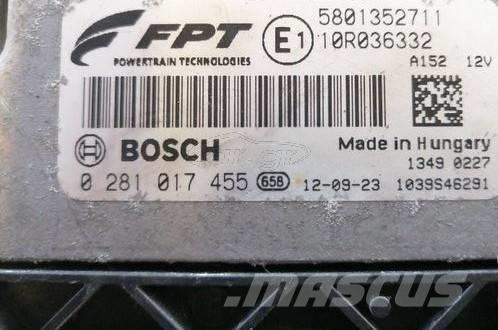 FPT
POWERTRAIN TECHNOLOGIES
E1
5801352711
10R036332
A152 12V
BOSCH
Made in Hungary
1349 0227
0 281 017 455 658 12-09-23 1039S46291
MASCUS